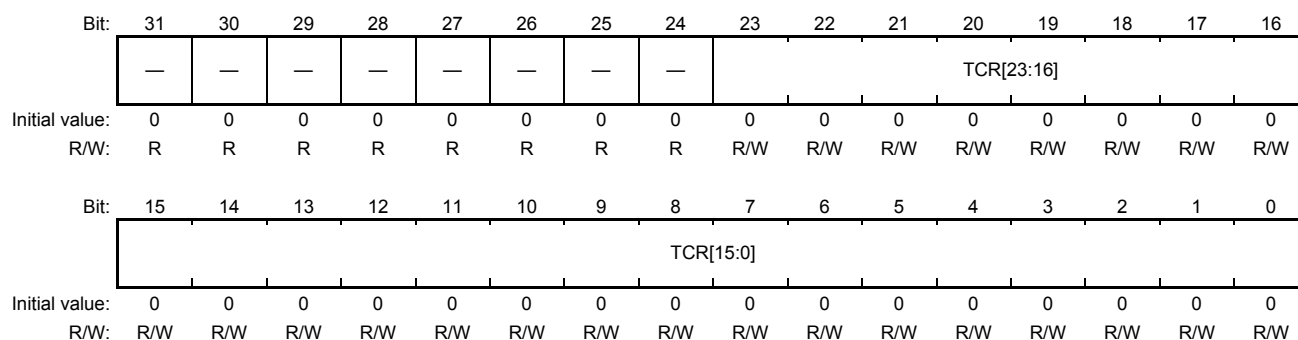 Bit: 31 30 29 28 27 26 25 24 23 22 21 20 19 18 17 16
— — — — — — — — TCR[23:16]
Initial value: 0 0 0 0 0 0 0 0 0 0 0 0 0 0 0 0
R/W: R R R R R R R R R/W R/W R/W R/W R/W R/W R/W R/W
Bit: 15 14 13 12 11 10 9 8 7 6 5 4 3 2 1 0
TCR[15:0]
Initial value: 0 0 0 0 0 0 0 0 0 0 0 0 0 0 0 0
R/W: R/W R/W R/W R/W R/W R/W R/W R/W R/W R/W R/W R/W R/W R/W R/W R/W